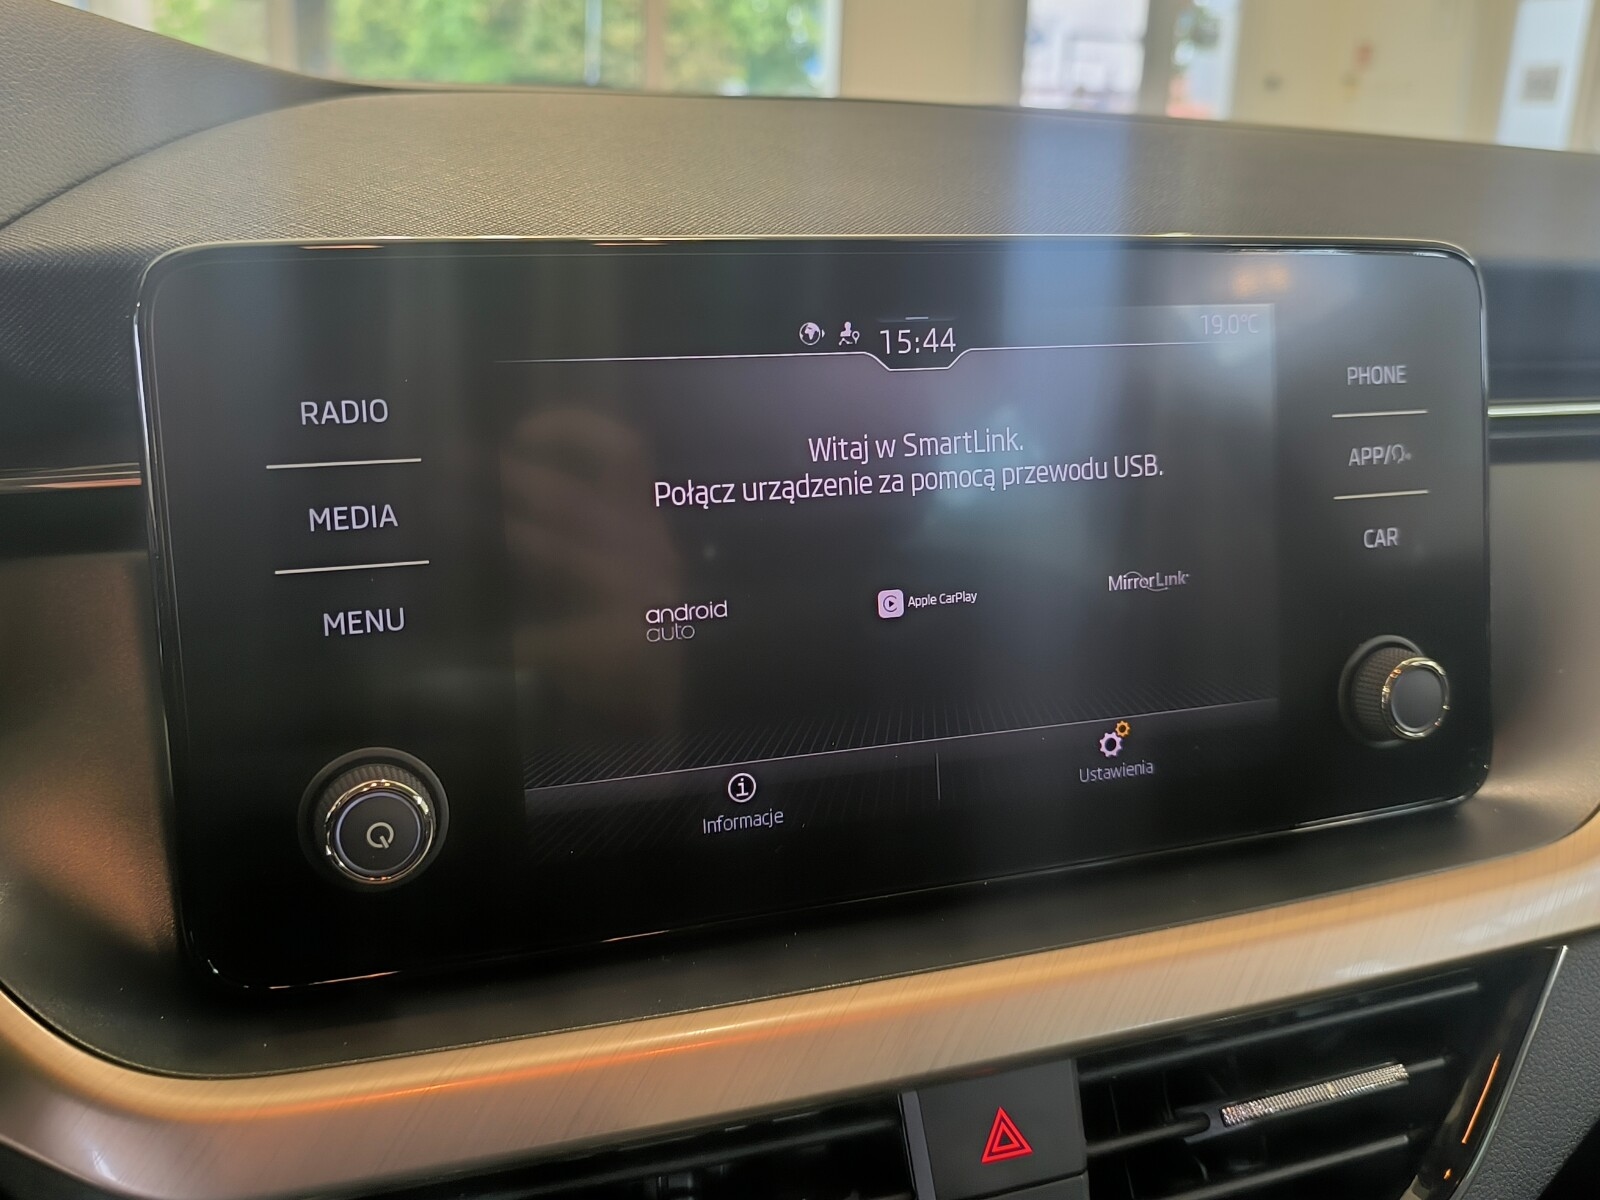 15:44
19.0°C
RADIO
MEDIA
MENU
Witaj w SmartLink.
Połącz urządzenie za pomocą przewodu USB.
android
auto
Apple CarPlay
MirrorLink
Informacje
Ustawienia
PHONE
APP/
CAR